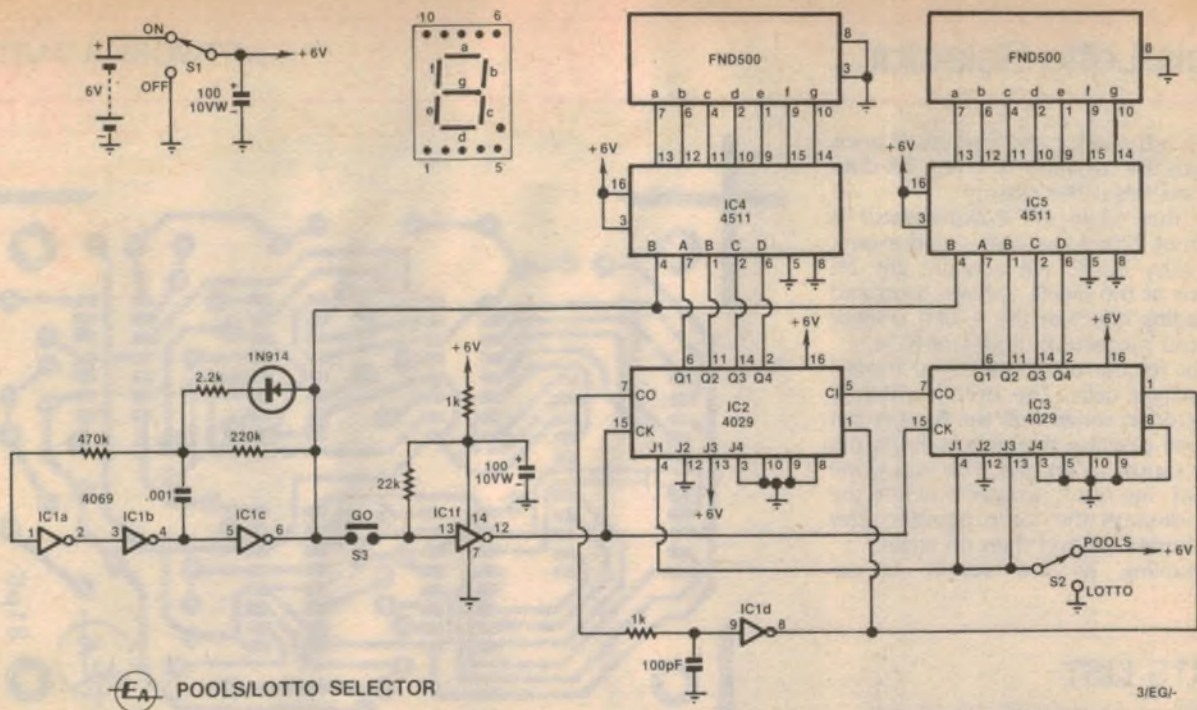 ON
S1
OFF
+
6V
−
100
10VW
+
−
+6V
10
6
a
f
b
g
e
c
d
1
5
FND500
8
3
a b c d e f g
7 6 4 2 1 9 10
FND500
8
a b c d e f g
7 6 4 2 1 9 10
+6V
13 12 11 10 9 15 14
16
3
IC4
4511
B A B C D
4 7 1 2 6 5 8
+6V
13 12 11 10 9 15 14
16
3
IC5
4511
B A B C D
4 7 1 2 6 5 8
+6V
6 11 14 2 16
Q1 Q2 Q3 Q4
7 CO
CI 5
15 CK
1
IC2
4029
J1 J2 J3 J4
4 12 13 3 10 9 8
+6V
+6V
6 11 14 2 16
Q1 Q2 Q3 Q4
7 CO
1
15 CK
8
IC3
4029
J1 J2 J3 J4
4 12 13 3 5 10 9
1N914
2.2k
470k
220k
.001
IC1a
1 2
IC1b
3 4
IC1c
5 6
GO
S3
+6V
1k
22k
+
100
10VW
−
IC1f
13 14 12
7
1k
100pF
9 IC1d 8
S2
POOLS
+6V
LOTTO
EA POOLS/LOTTO SELECTOR
3/EG/-